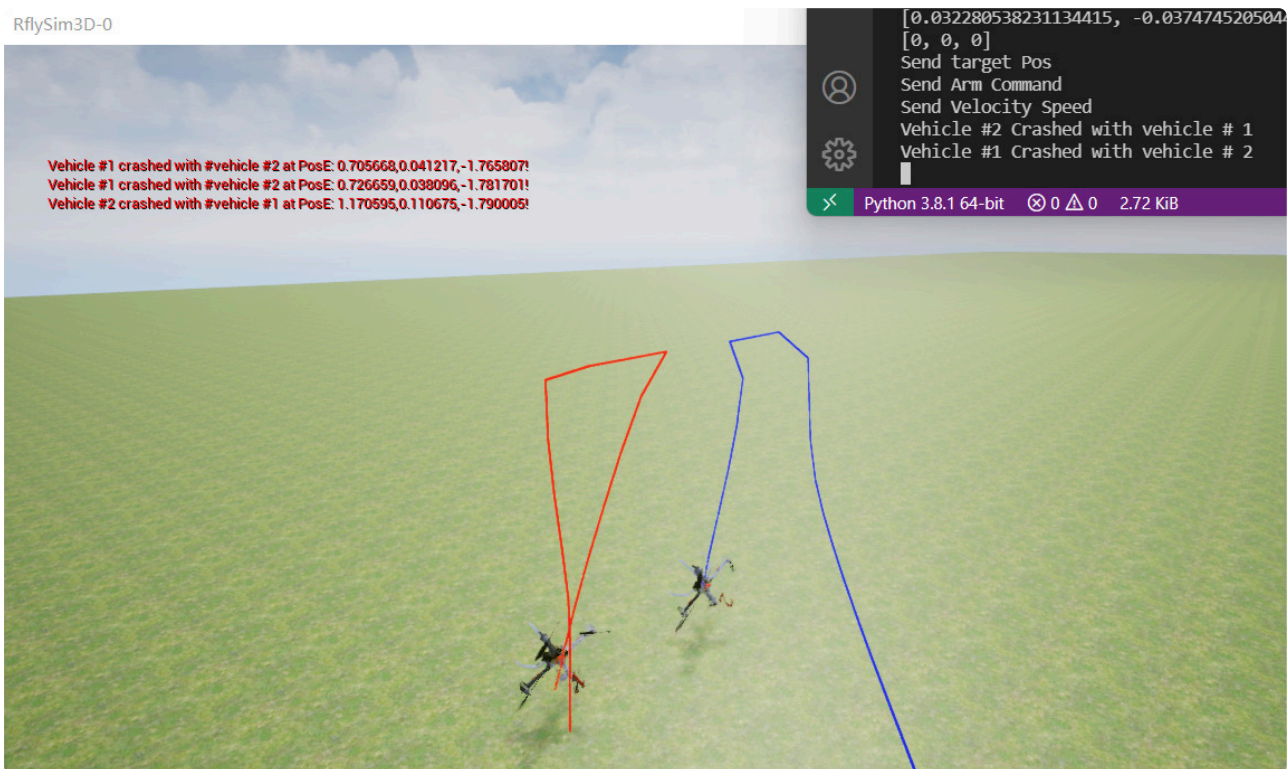 RflySim3D-0
[0.032280538231134415, -0.0374745205044
[0, 0, 0]
Send target Pos
Send Arm Command
Send Velocity Speed
Vehicle #2 Crashed with vehicle # 1
Vehicle #1 Crashed with vehicle # 2
Python 3.8.1 64-bit 0 0 2.72 KiB
Vehicle #1 crashed with #vehicle #2 at PosE: 0.705668,0.041217,-1.765807!
Vehicle #1 crashed with #vehicle #2 at PosE: 0.726659,0.038096,-1.781701!
Vehicle #2 crashed with #vehicle #1 at PosE: 1.170595,0.110675,-1.790005!